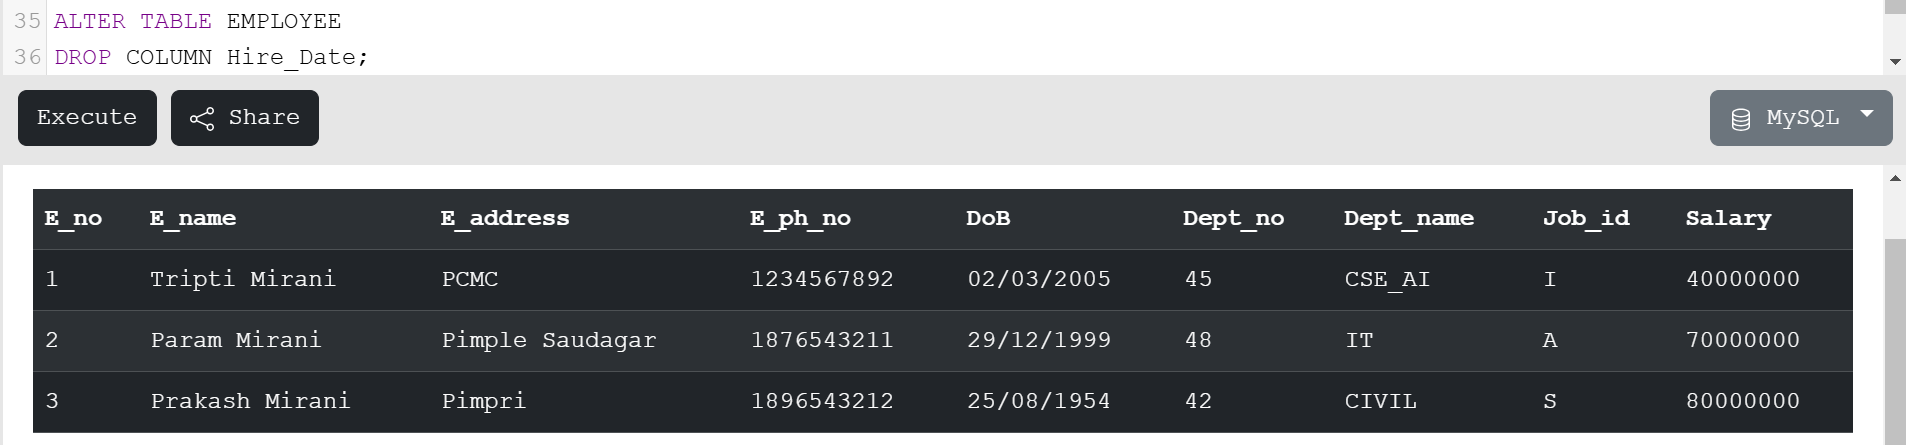 35 ALTER TABLE EMPLOYEE
36 DROP COLUMN Hire_Date;
Execute Share MySQL
E_no E_name E_address E_ph_no DoB Dept_no Dept_name Job_id Salary
1 Tripti Mirani PCMC 1234567892 02/03/2005 45 CSE_AI I 40000000
2 Param Mirani Pimple Saudagar 1876543211 29/12/1999 48 IT A 70000000
3 Prakash Mirani Pimpri 1896543212 25/08/1954 42 CIVIL S 80000000